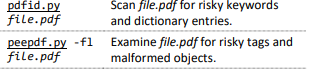 pdfid.py Scan file.pdf for risky keywords
file.pdf and dictionary entries.
peepdf.py -fl Examine file.pdf for risky tags and
file.pdf malformed objects.